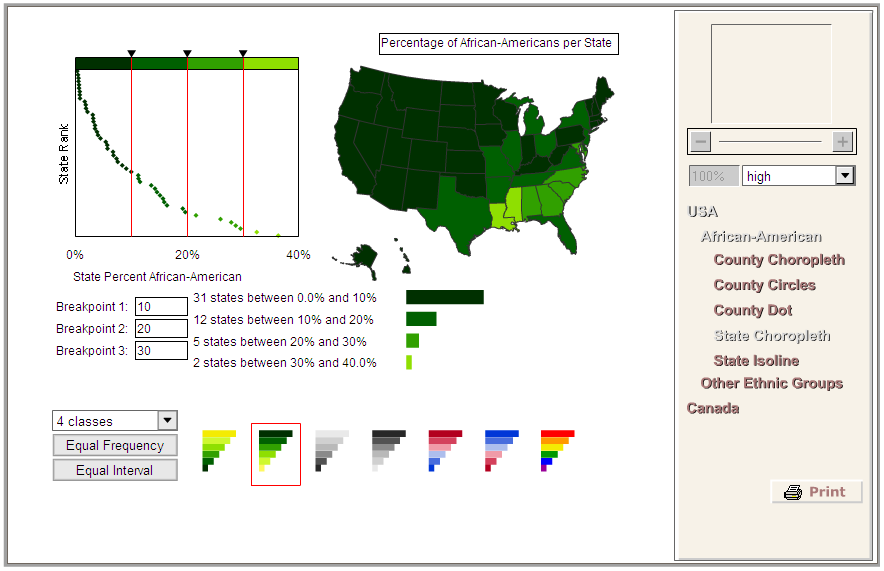 Percentage of African-Americans per State
State Rank
0%
20%
40%
State Percent African-American
Breakpoint 1: 10
Breakpoint 2: 20
Breakpoint 3: 30
31 states between 0.0% and 10%
12 states between 10% and 20%
5 states between 20% and 30%
2 states between 30% and 40.0%
4 classes
Equal Frequency
Equal Interval
100%
high
USA
African-American
County Choropleth
County Circles
County Dot
State Choropleth
State Isoline
Other Ethnic Groups
Canada
Print